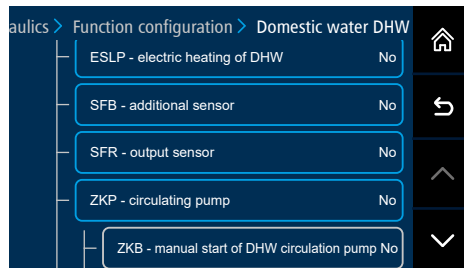 aulics > Function configuration > Domestic water DHW
ESLP - electric heating of DHW No
SFB - additional sensor No
SFR - output sensor No
ZKP - circulating pump No
ZKB - manual start of DHW circulation pump No